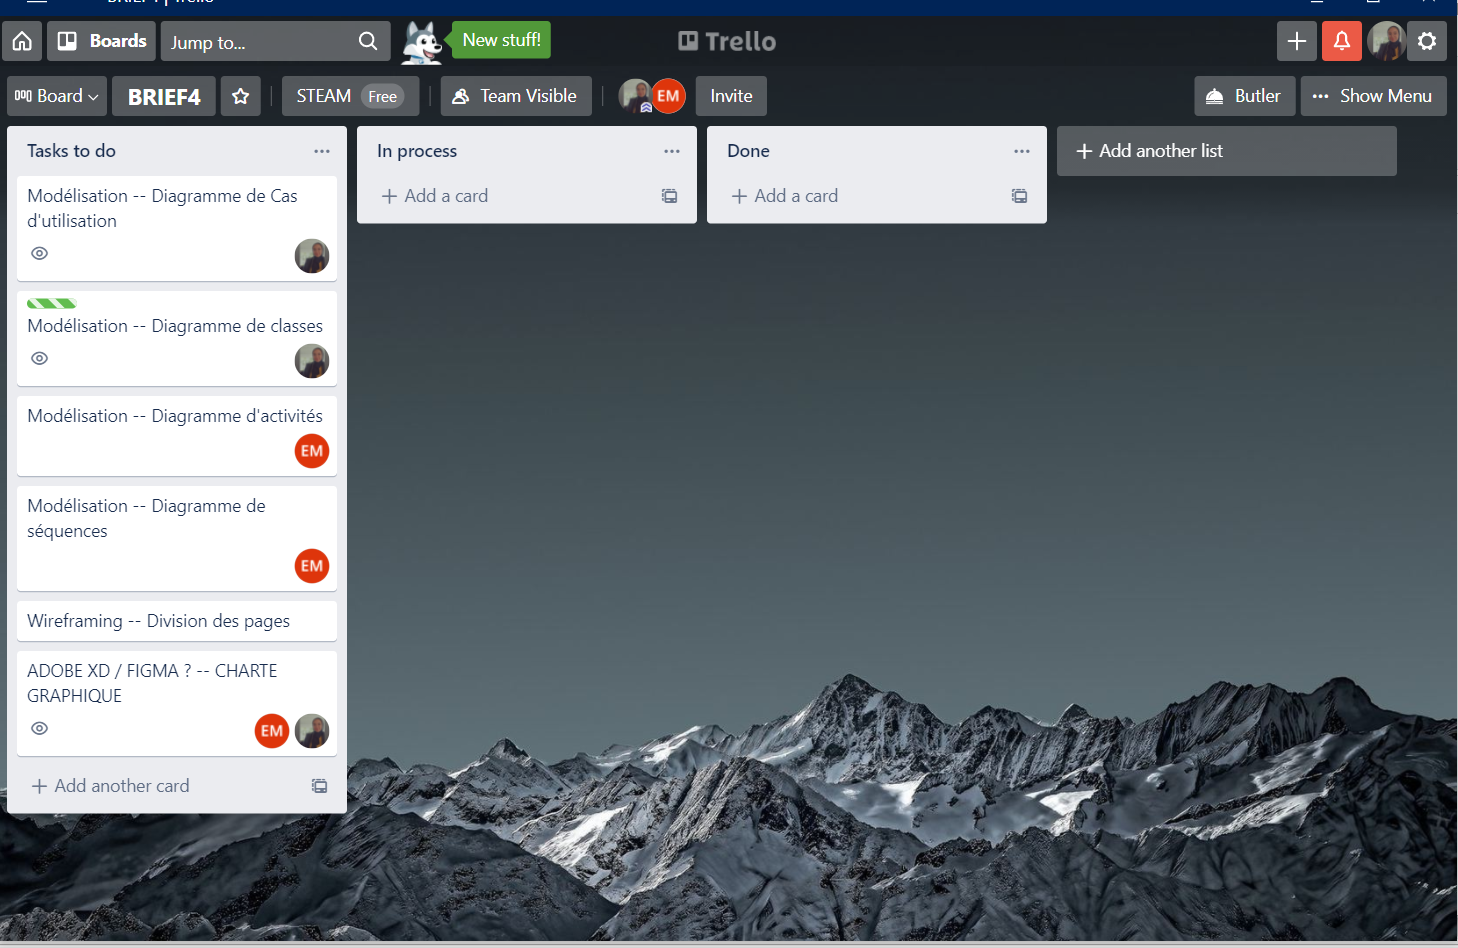 BRIEF4 | Trello
Boards
Jump to...
New stuff!
Trello
Board
BRIEF4
STEAM Free
Team Visible
EM
Invite
Butler
Show Menu
Tasks to do
Modélisation -- Diagramme de Cas
d'utilisation
Modélisation -- Diagramme de classes
Modélisation -- Diagramme d'activités
EM
Modélisation -- Diagramme de
séquences
EM
Wireframing -- Division des pages
ADOBE XD / FIGMA ? -- CHARTE
GRAPHIQUE
EM
Add another card
In process
Add a card
Done
Add a card
Add another list